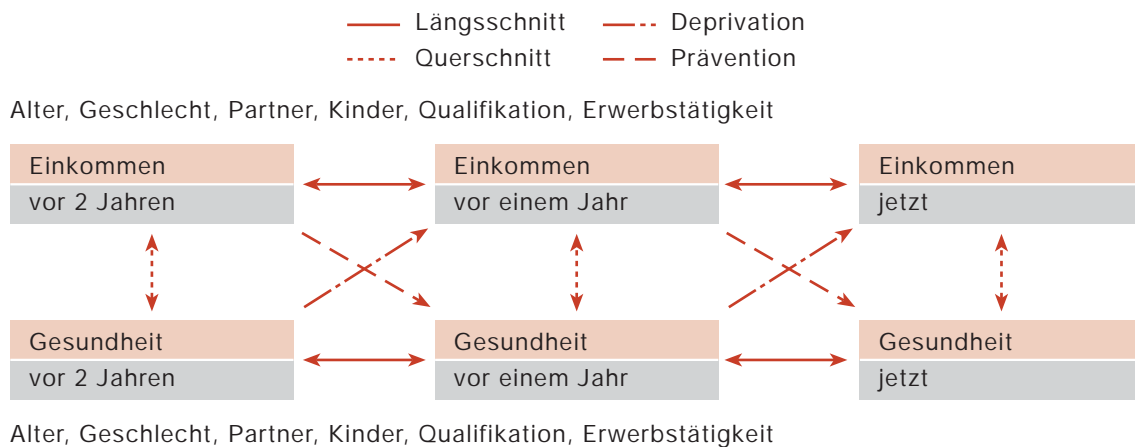 Längsschnitt Deprivation
Querschnitt Prävention
Alter, Geschlecht, Partner, Kinder, Qualifikation, Erwerbstätigkeit
Einkommen Einkommen Einkommen
vor 2 Jahren vor einem Jahr jetzt
Gesundheit Gesundheit Gesundheit
vor 2 Jahren vor einem Jahr jetzt
Alter, Geschlecht, Partner, Kinder, Qualifikation, Erwerbstätigkeit